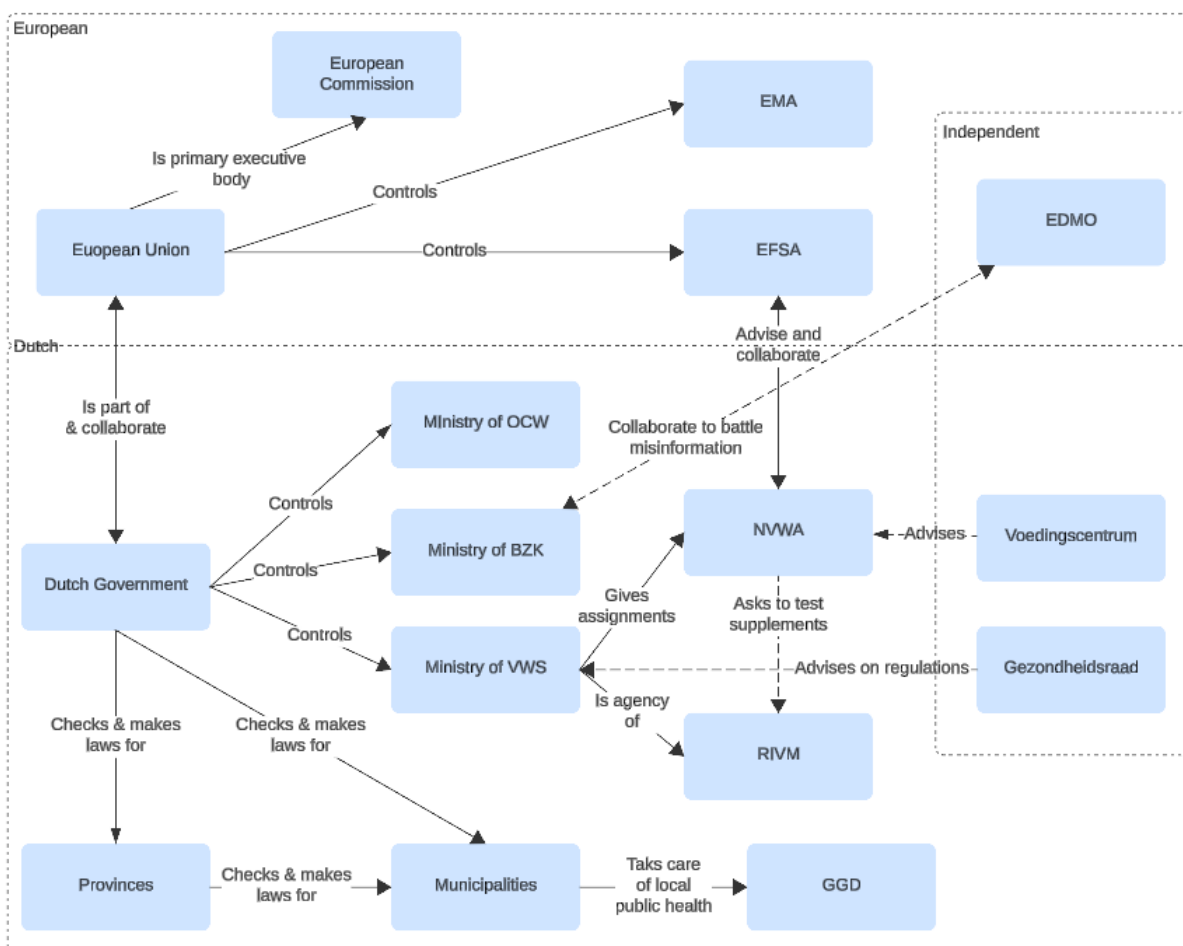 European
European
Commission
EMA
Independent
Is primary executive
body
Controls
EDMO
Euopean Union
Controls
EFSA
Dutch
Advise and
collaborate
Is part of
& collaborate
MInistry of OCW
Collaborate to battle
misinformation
Controls
NVWA
Advises
Voedingscentrum
Ministry of BZK
Controls
Dutch Government
Gives
assignments
Asks to test
supplements
Controls
Ministry of VWS
Advises on regulations
Gezondheidsraad
Is agency
of
Checks & makes
laws for
Checks & makes
laws for
RIVM
Provinces
Checks & makes
laws for
Municipalities
Taks care
of local
public health
GGD